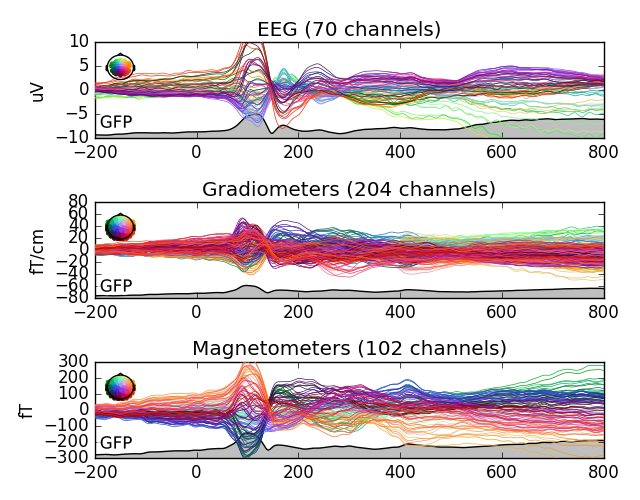 EEG (70 channels)
10
5
0
−5
−10
uV
GFP
−200 0 200 400 600 800
Gradiometers (204 channels)
80
60
40
20
0
−20
−40
−60
−80
fT/cm
GFP
−200 0 200 400 600 800
Magnetometers (102 channels)
300
200
100
0
−100
−200
−300
fT
GFP
−200 0 200 400 600 800